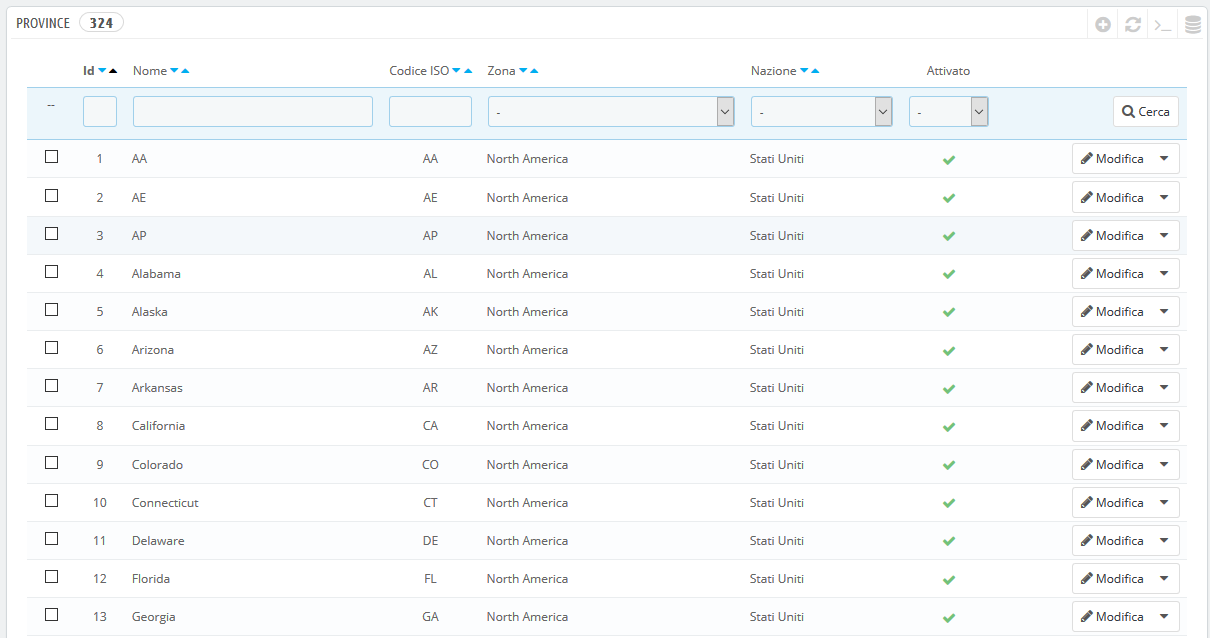 PROVINCE 324
Id Nome Codice ISO Zona Nazione Attivato
-- - - - Cerca
1 AA AA North America Stati Uniti Modifica
2 AE AE North America Stati Uniti Modifica
3 AP AP North America Stati Uniti Modifica
4 Alabama AL North America Stati Uniti Modifica
5 Alaska AK North America Stati Uniti Modifica
6 Arizona AZ North America Stati Uniti Modifica
7 Arkansas AR North America Stati Uniti Modifica
8 California CA North America Stati Uniti Modifica
9 Colorado CO North America Stati Uniti Modifica
10 Connecticut CT North America Stati Uniti Modifica
11 Delaware DE North America Stati Uniti Modifica
12 Florida FL North America Stati Uniti Modifica
13 Georgia GA North America Stati Uniti Modifica